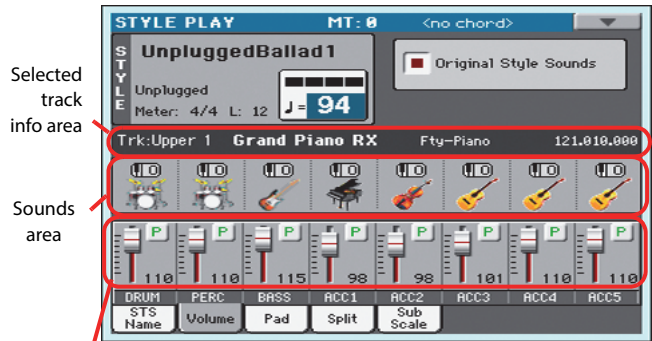 STYLE PLAY MT: 0 <no chord>
STYLE
UnpluggedBallad1
Original Style Sounds
Unplugged
Meter: 4/4 L: 12 ♩= 94
Selected
track
info area
Trk:Upper 1 Grand Piano RX Fty-Piano 121.010.000
Sounds
area
P P P P P P P P
110 110 115 98 98 101 110 110
DRUM PERC BASS ACC1 ACC2 ACC3 ACC4 ACC5
STS Name Volume Pad Split Sub Scale